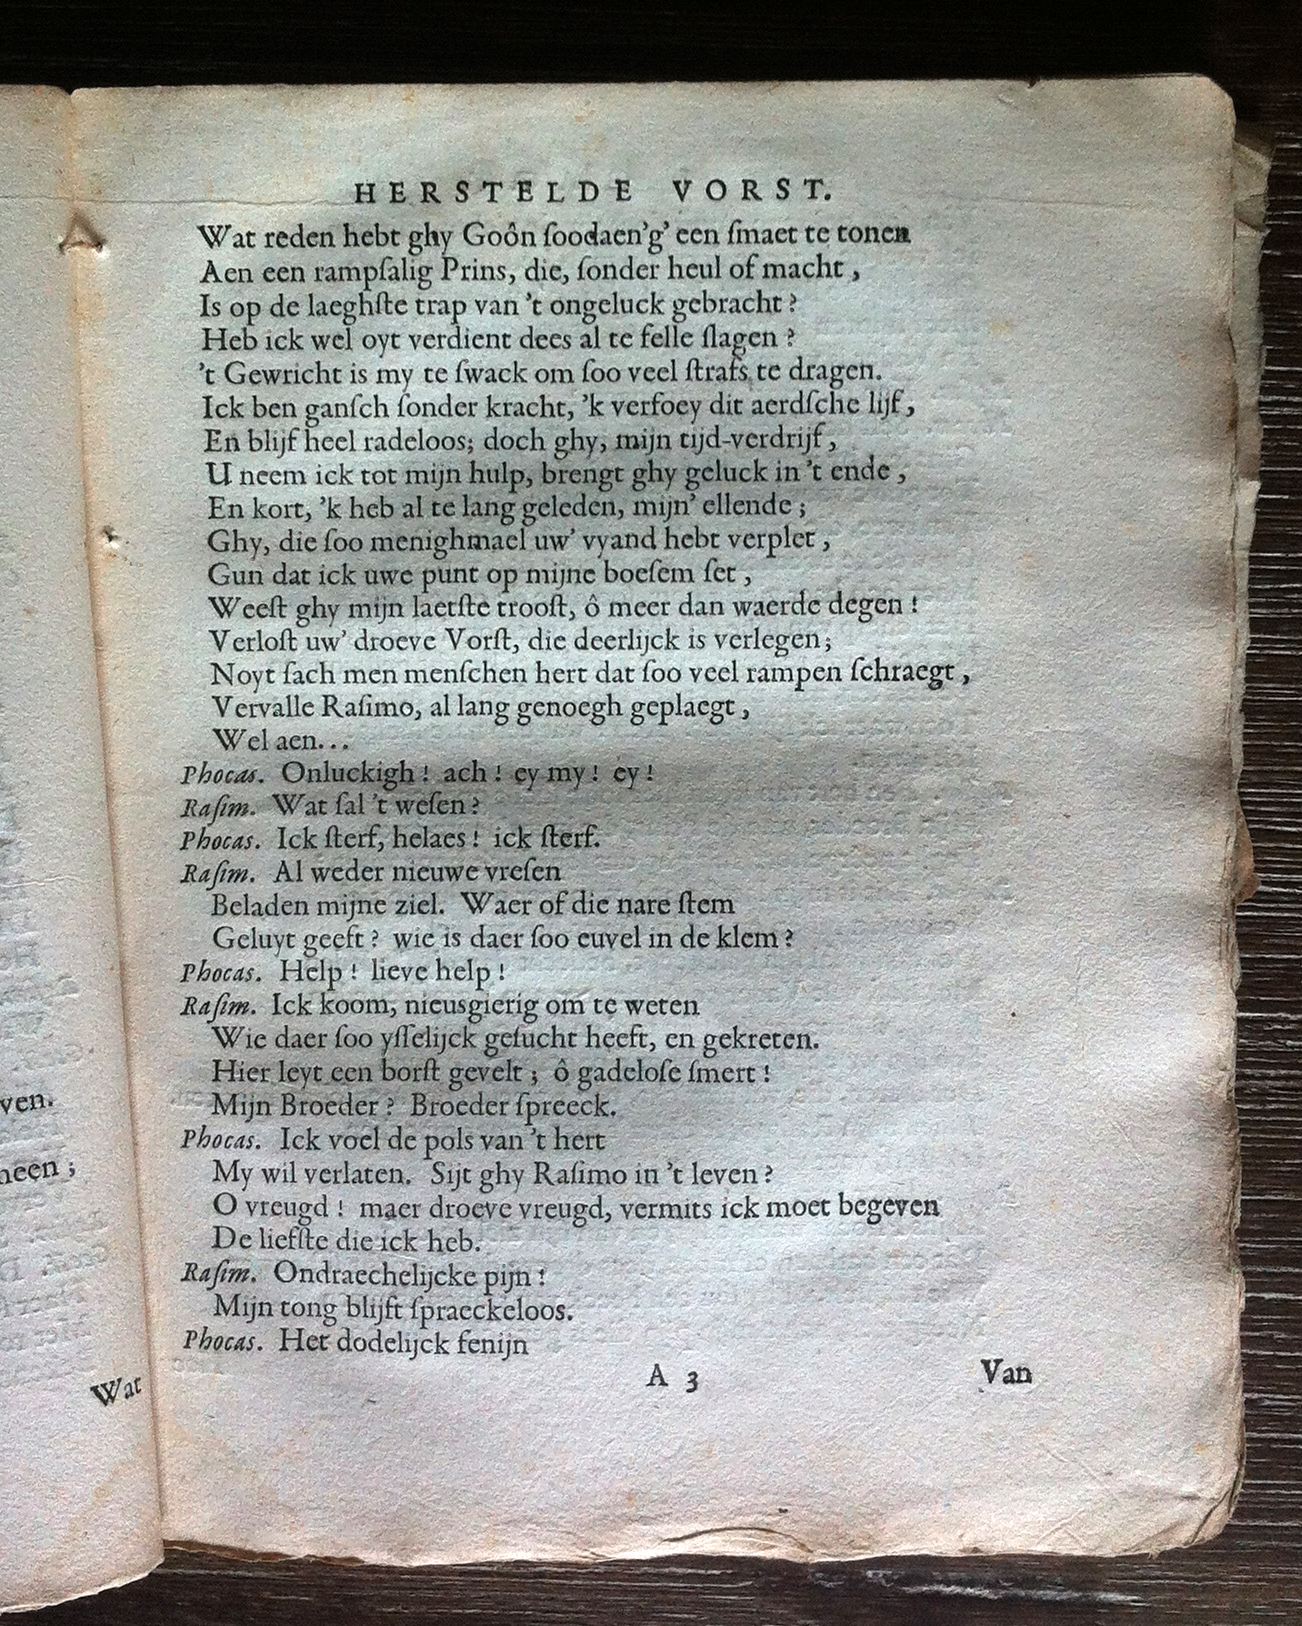 HERSTELDE VORST.
Wat reden hebt ghy Goôn ſoodaen'g' een ſmaet te tonen
Aen een rampſalig Prins, die, ſonder heul of macht,
Is op de laeghſte trap van 't ongeluck gebracht?
Heb ick wel oyt verdient dees al te felle ſlagen?
't Gewricht is my te ſwack om ſoo veel ſtrafs te dragen.
Ick ben ganſch ſonder kracht, 'k verfoey dit aerdſche lijf,
En blijf heel radeloos; doch ghy, mijn tijd-verdrijf,
U neem ick tot mijn hulp, brengt ghy geluck in 't ende,
En kort, 'k heb al te lang geleden, mijn' ellende;
Ghy, die ſoo menighmael uw' vyand hebt verplet,
Gun dat ick uwe punt op mijne boeſem ſet,
Weeſt ghy mijn laetſte trooſt, ô meer dan waerde degen!
Verloſt uw' droeve Vorſt, die deerlijck is verlegen;
Noyt ſach men menſchen hert dat ſoo veel rampen ſchraegt,
Vervalle Raſimo, al lang genoegh geplaegt,
Wel aen...
Phocas. Onluckigh! ach! ey my! ey!
Raſim. Wat ſal 't weſen?
Phocas. Ick ſterf, helaes! ick ſterf.
Raſim. Al weder nieuwe vreſen
Beladen mijne ziel. Waer of die nare ſtem
Geluyt geeft? wie is daer ſoo euvel in de klem?
Phocas. Help! lieve help!
Raſim. Ick koom, nieusgierig om te weten
Wie daer ſoo yſſelijck geſucht heeft, en gekreten.
Hier leyt een borſt gevelt; ô gadeloſe ſmert!
Mijn Broeder? Broeder ſpreeck.
Phocas. Ick voel de pols van 't hert
My wil verlaten. Sijt ghy Raſimo in 't leven?
O vreugd! maer droeve vreugd, vermits ick moet begeven
De liefſte die ick heb.
Raſim. Ondraechelijcke pijn!
Mijn tong blijft ſpraeckeloos.
Phocas. Het dodelijck fenijn
A 3 Van
ven.
neen;
Wat